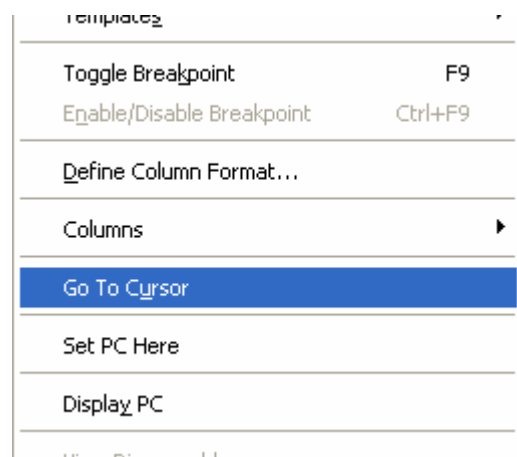 Templates
Toggle Breakpoint F9
Enable/Disable Breakpoint Ctrl+F9
Define Column Format...
Columns
Go To Cursor
Set PC Here
Display PC